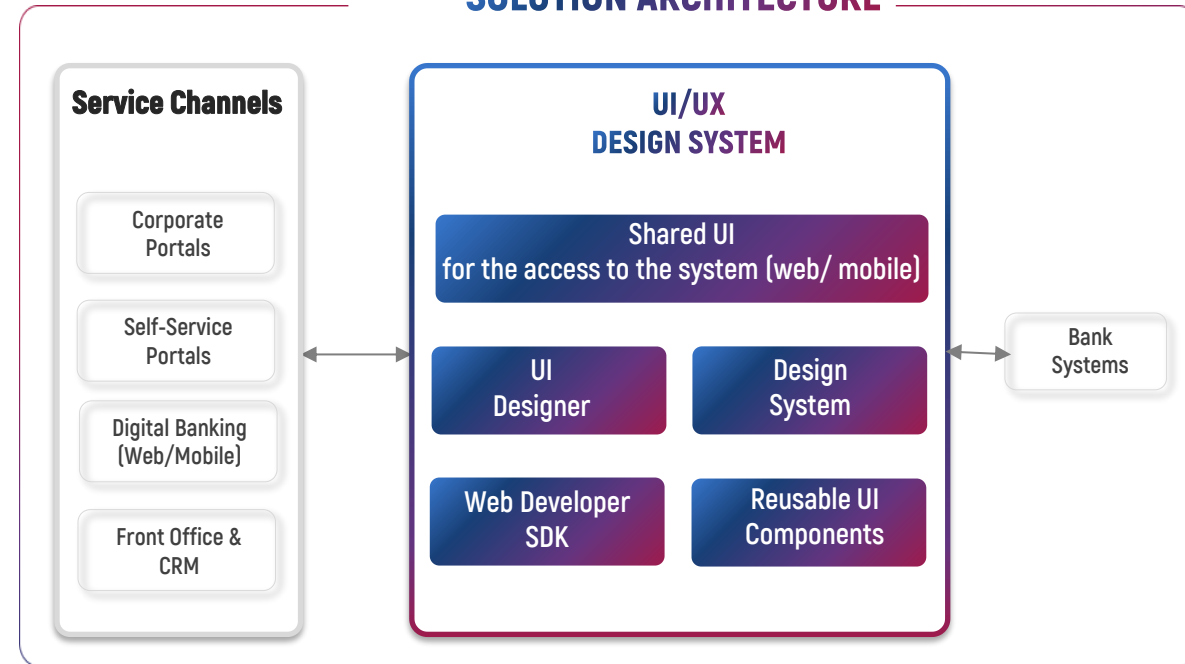 SOLUTION ARCHITECTURE
Service Channels
Corporate
Portals
Self-Service
Portals
Digital Banking
(Web/Mobile)
Front Office &
CRM
UI/UX
DESIGN SYSTEM
Shared UI
for the access to the system (web/ mobile)
UI
Designer
Design
System
Web Developer
SDK
Reusable UI
Components
Bank
Systems